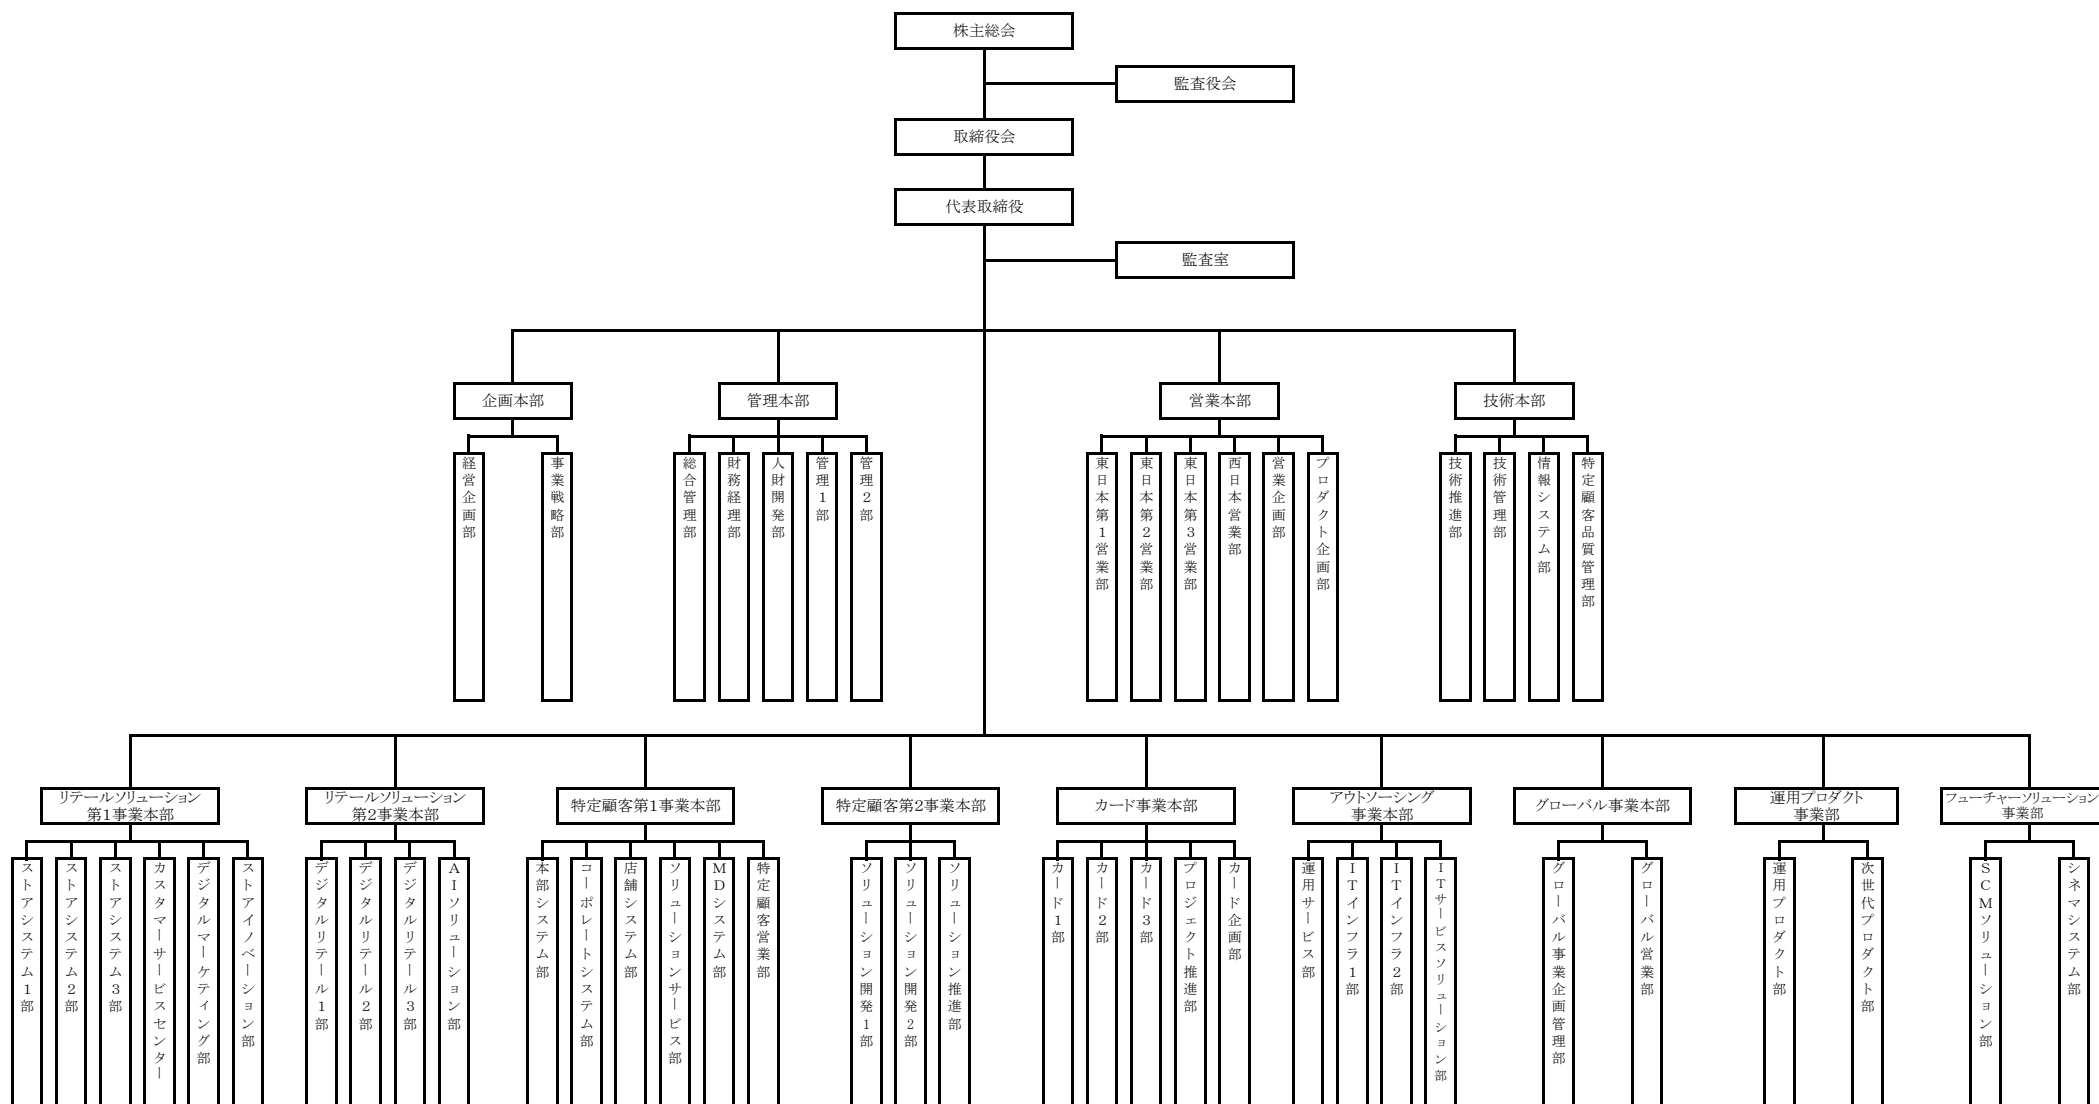 株主総会
監査役会
取締役会
代表取締役
監査室
企画本部
管理本部
営業本部
技術本部
経営企画部
事業戦略部
総合管理部
財務経理部
人財開発部
管理1部
管理2部
東日本第1営業部
東日本第2営業部
東日本第3営業部
西日本営業部
営業企画部
プロダクト企画部
技術推進部
技術管理部
情報システム部
特定顧客品質管理部
リテールソリューション
第1事業本部
リテールソリューション
第2事業本部
特定顧客第1事業本部
特定顧客第2事業本部
カード事業本部
アウトソーシング
事業本部
グローバル事業本部
運用プロダクト
事業部
フューチャーソリューション
事業部
ストアシステム1部
ストアシステム2部
ストアシステム3部
カスタマーサービスセンター
デジタルマーケティング部
ストアイノベーション部
デジタルリテール1部
デジタルリテール2部
デジタルリテール3部
AIソリューション部
本部システム部
コーポレートシステム部
店舗システム部
ソリューションサービス部
MDシステム部
特定顧客営業部
ソリューション開発1部
ソリューション開発2部
ソリューション推進部
カード1部
カード2部
カード3部
プロジェクト推進部
カード企画部
運用サービス部
ITインフラ1部
ITインフラ2部
ITサービスソリューション部
グローバル事業企画管理部
グローバル営業部
運用プロダクト部
次世代プロダクト部
SCMソリューション部
シネマシステム部